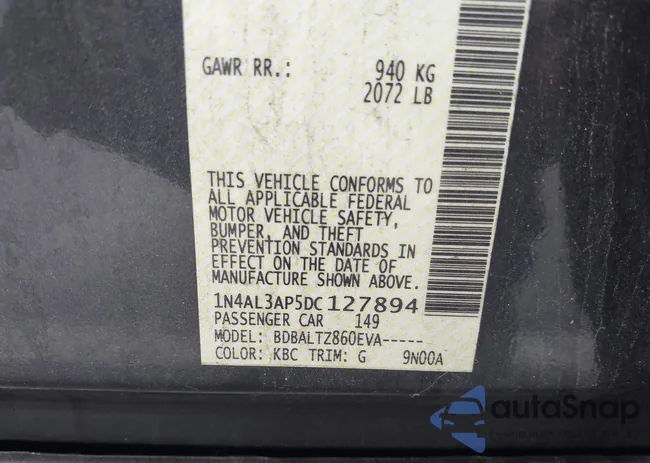 GAWR RR.: 940 KG
2072 LB
THIS VEHICLE CONFORMS TO
ALL APPLICABLE FEDERAL
MOTOR VEHICLE SAFETY,
BUMPER, AND THEFT
PREVENTION STANDARDS IN
EFFECT ON THE DATE OF
MANUFACTURE SHOWN ABOVE.
1N4AL3AP5DC127894
PASSENGER CAR 149
MODEL: BDBALTZ860EVA-----
COLOR: KBC TRIM: G 9N00A
autoSnap